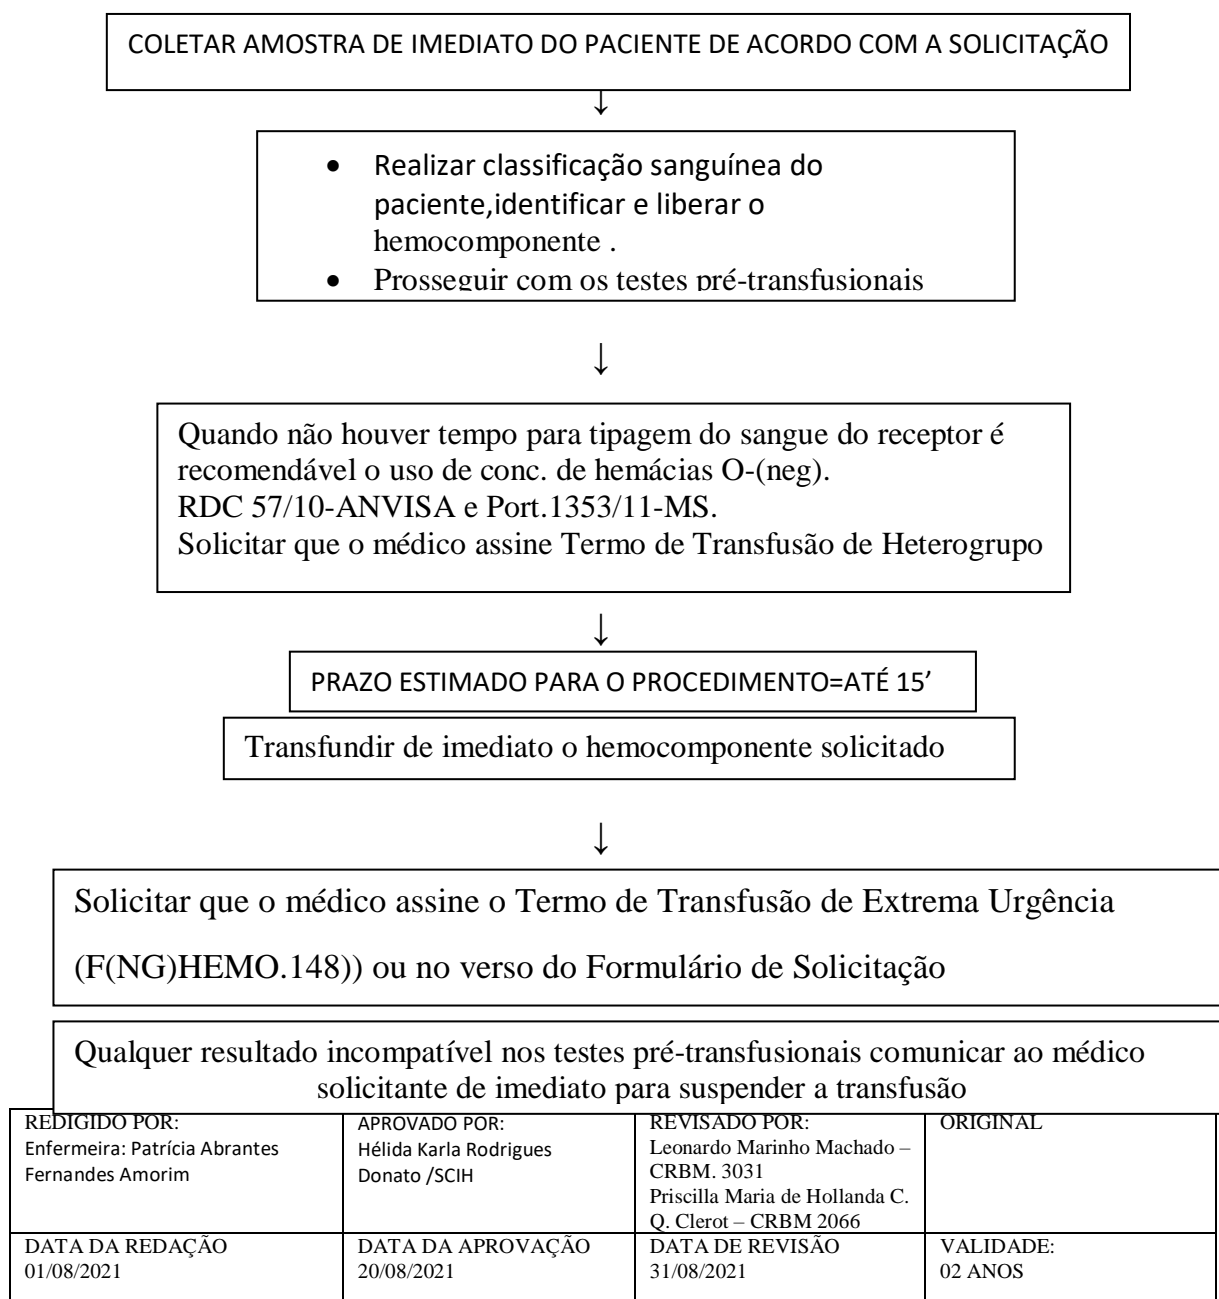 COLETAR AMOSTRA DE IMEDIATO DO PACIENTE DE ACORDO COM A SOLICITAÇÃO
↓
• Realizar classificação sanguínea do
paciente,identificar e liberar o
hemocomponente .
• Prosseguir com os testes pré-transfusionais
↓
Quando não houver tempo para tipagem do sangue do receptor é
recomendável o uso de conc. de hemácias O-(neg).
RDC 57/10-ANVISA e Port.1353/11-MS.
Solicitar que o médico assine Termo de Transfusão de Heterogrupo
↓
PRAZO ESTIMADO PARA O PROCEDIMENTO=ATÉ 15’
Transfundir de imediato o hemocomponente solicitado
↓
Solicitar que o médico assine o Termo de Transfusão de Extrema Urgência
(F(NG)HEMO.148)) ou no verso do Formulário de Solicitação
Qualquer resultado incompatível nos testes pré-transfusionais comunicar ao médico
solicitante de imediato para suspender a transfusão
REDIGIDO POR:
Enfermeira: Patrícia Abrantes
Fernandes Amorim
APROVADO POR:
Hélida Karla Rodrigues
Donato /SCIH
REVISADO POR:
Leonardo Marinho Machado –
CRBM. 3031
Priscilla Maria de Hollanda C.
Q. Clerot – CRBM 2066
ORIGINAL
DATA DA REDAÇÃO
01/08/2021
DATA DA APROVAÇÃO
20/08/2021
DATA DE REVISÃO
31/08/2021
VALIDADE:
02 ANOS